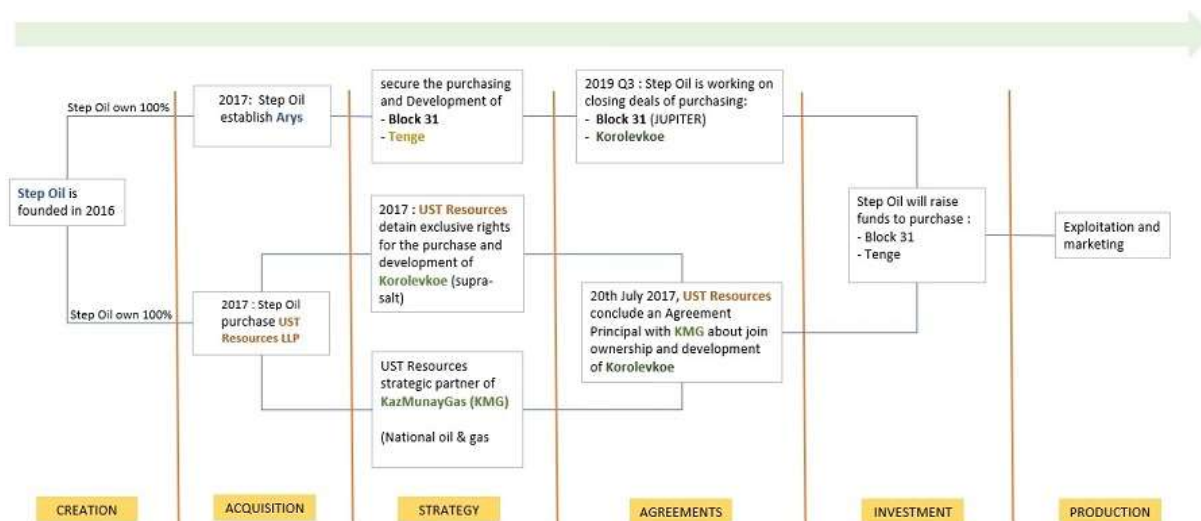 Step Oil own 100%
2017: Step Oil
establish Arys
secure the purchasing
and Development of
- Block 31
- Tenge
2019 Q3 : Step Oil is working on
closing deals of purchasing:
- Block 31 (JUPITER)
- Korolevkoe
Step Oil is
founded in 2016
2017 : UST Resources
detain exclusive rights
for the purchase and
development of
Korolevkoe (supra-
salt)
Step Oil will raise
funds to purchase :
- Block 31
- Tenge
Exploitation and
marketing
Step Oil own 100%
2017 : Step Oil
purchase UST
Resources LLP
20th July 2017, UST Resources
conclude an Agreement
Principal with KMG about join
ownership and development
of Korolevkoe
UST Resources
strategic partner of
KazMunayGas (KMG)
(National oil & gas
CREATION
ACQUISITION
STRATEGY
AGREEMENTS
INVESTMENT
PRODUCTION